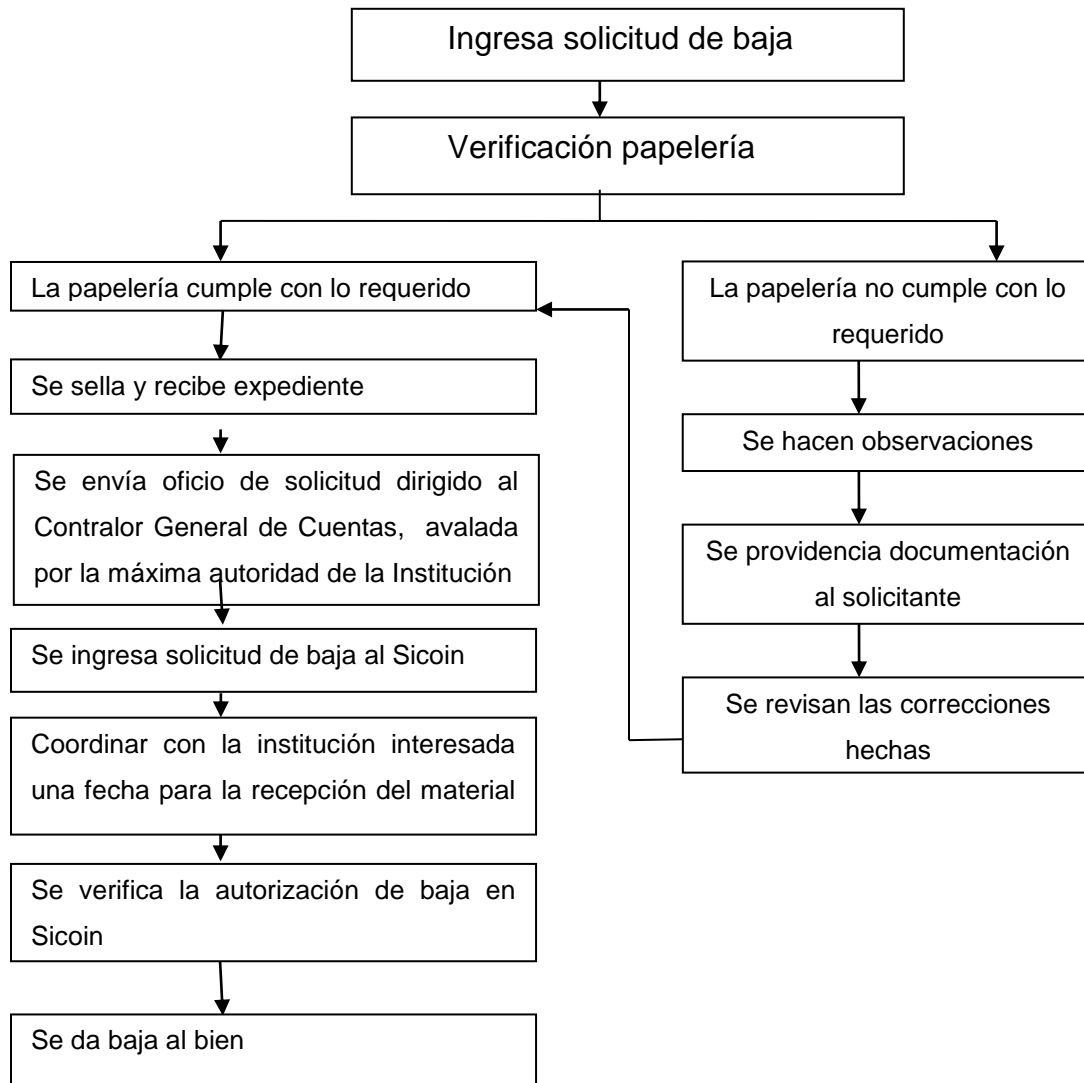 Ingresa solicitud de baja
Verificación papelería
La papelería cumple con lo requerido
Se sella y recibe expediente
Se envía oficio de solicitud dirigido al
Contralor General de Cuentas, avalada
por la máxima autoridad de la Institución
Se ingresa solicitud de baja al Sicoin
Coordinar con la institución interesada
una fecha para la recepción del material
Se verifica la autorización de baja en
Sicoin
Se da baja al bien
La papelería no cumple con lo
requerido
Se hacen observaciones
Se providencia documentación
al solicitante
Se revisan las correcciones
hechas